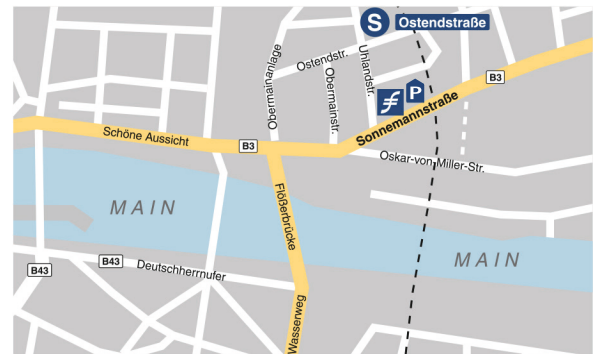 S Ostendstraße
Obermainanlage
Ostendstr.
Uhlandstr.
Obermainstr.
P
B3
Sonnemannstraße
Schöne Aussicht
B3
Oskar-von Miller-Str.
MAIN
Flößerbrücke
MAIN
B43
B43
Deutschherrnufer
Wasserweg